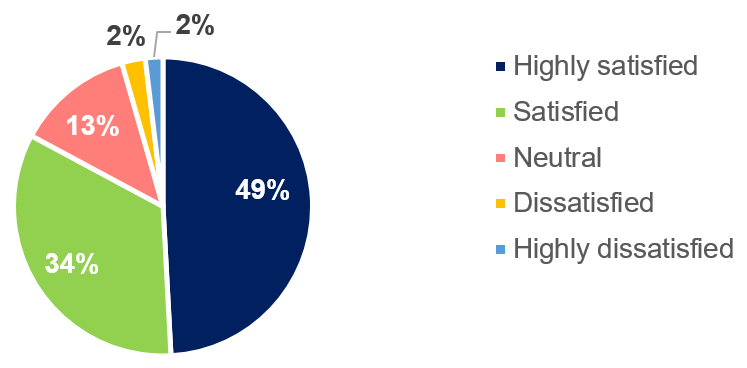 2%
2%
13%
49%
34%
Highly satisfied
Satisfied
Neutral
Dissatisfied
Highly dissatisfied